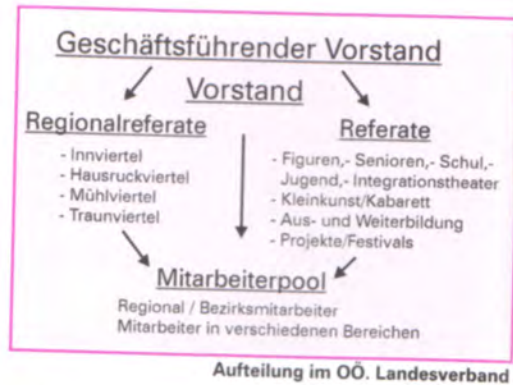 Geschäftsführender Vorstand
Vorstand
Regionalreferate
- Innviertel
- Hausruckviertel
- Mühlviertel
- Traunviertel
Referate
- Figuren,- Senioren,- Schul,-
Jugend,- Integrationstheater
- Kleinkunst/Kabarett
- Aus- und Weiterbildung
- Projekte/Festivals
Mitarbeiterpool
Regional / Bezirksmitarbeiter
Mitarbeiter in verschiedenen Bereichen
Aufteilung im OÖ. Landesverband